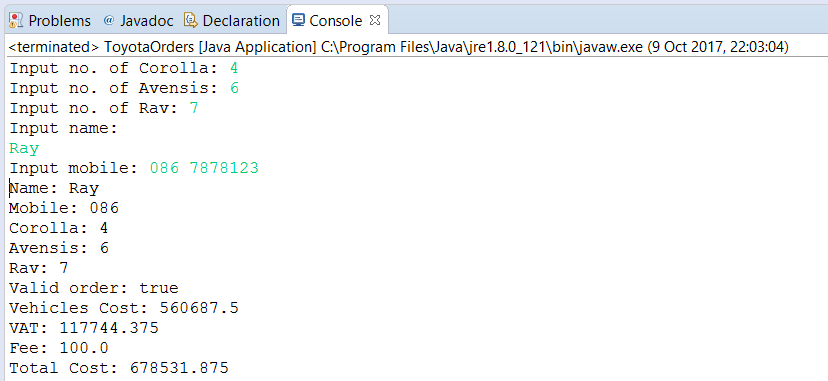 Problems @ Javadoc Declaration Console
<terminated> ToyotaOrders [Java Application] C:\Program Files\Java\jre1.8.0_121\bin\javaw.exe (9 Oct 2017, 22:03:04)
Input no. of Corolla: 4
Input no. of Avensis: 6
Input no. of Rav: 7
Input name:
Ray
Input mobile: 086 7878123
Name: Ray
Mobile: 086
Corolla: 4
Avensis: 6
Rav: 7
Valid order: true
Vehicles Cost: 560687.5
VAT: 117744.375
Fee: 100.0
Total Cost: 678531.875